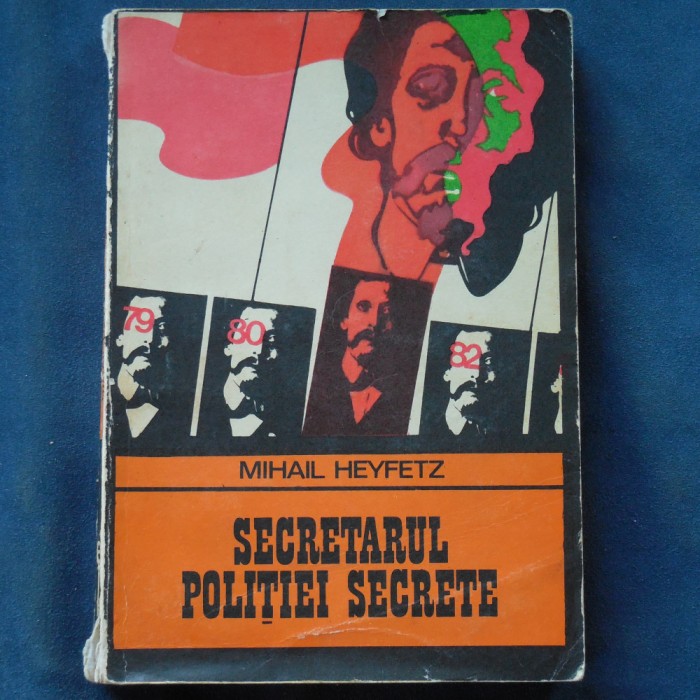 79
80
82
MIHAIL HEYFETZ
SECRETARUL
POLIȚIEI SECRETE